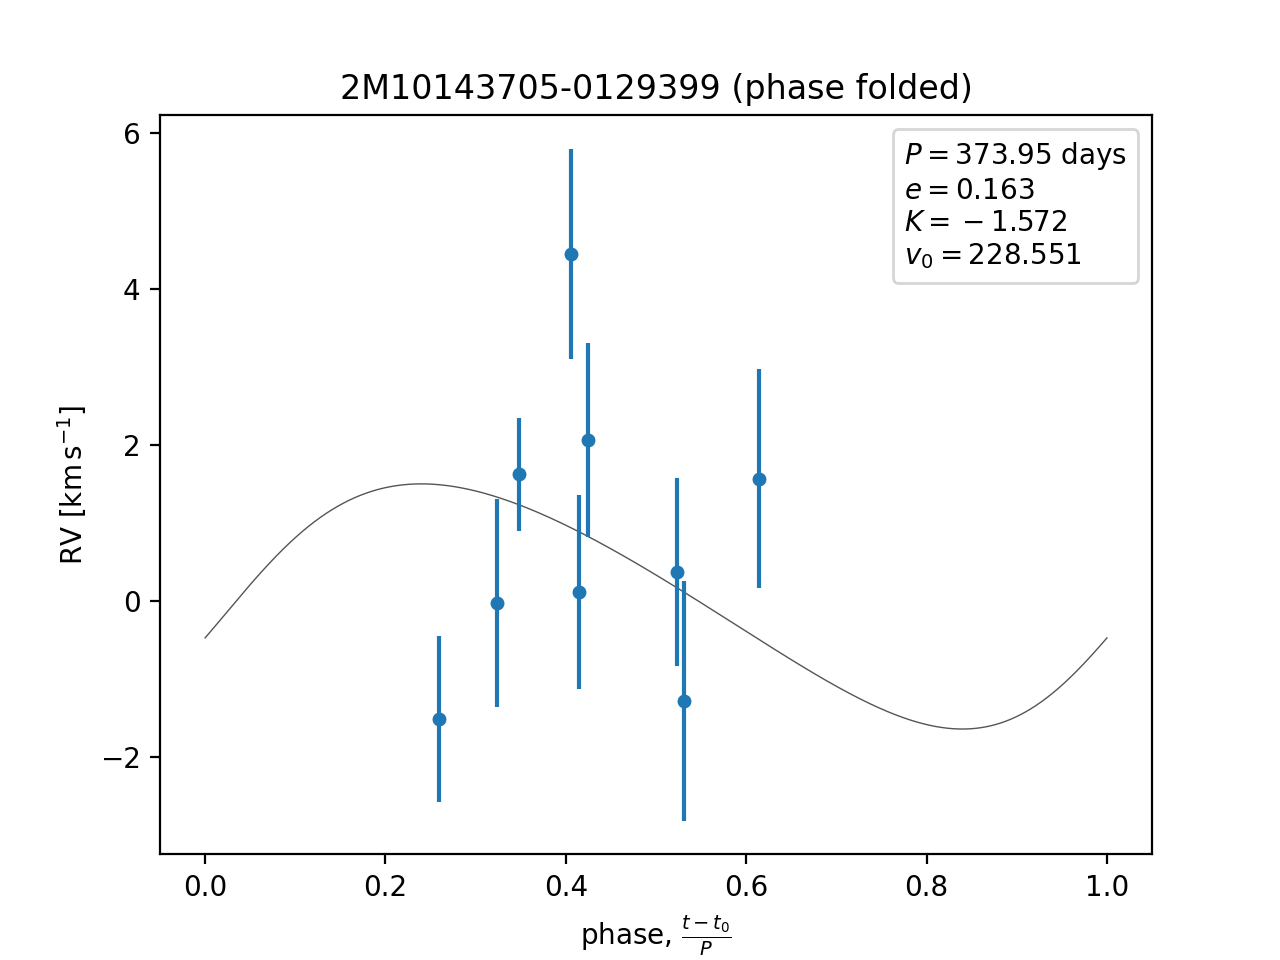 2M10143705-0129399 (phase folded)
P = 373.95 days
e = 0.163
K = −1.572
v₀ = 228.551
RV [km s⁻¹]
6
4
2
0
−2
0.0 0.2 0.4 0.6 0.8 1.0
phase, (t − t₀)/P